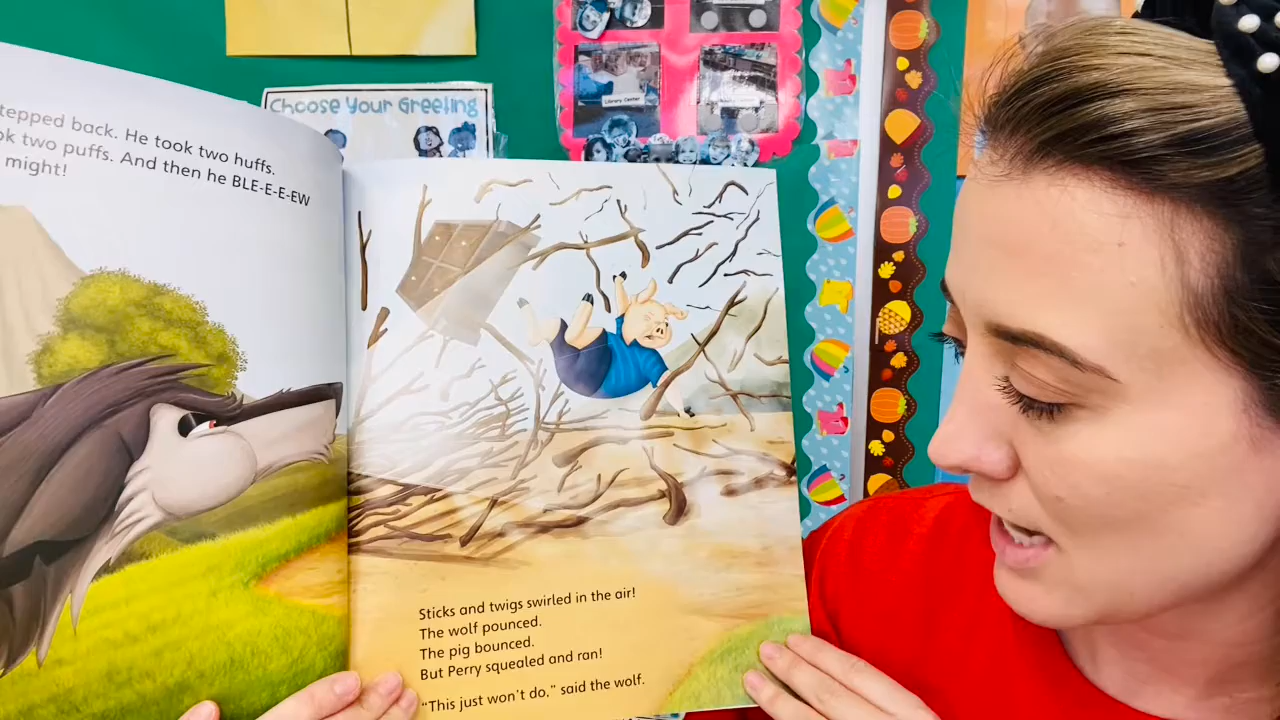 Choose Your Greeting
Library Center
tepped back. He took two huffs.
ok two puffs. And then he BLE-E-E-EW
might!
Sticks and twigs swirled in the air!
The wolf pounced.
The pig bounced.
But Perry squealed and ran!
"This just won't do," said the wolf.